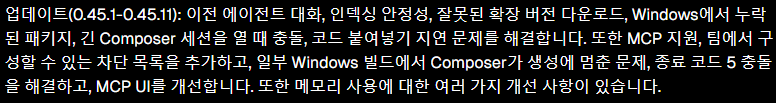 업데이트(0.45.1-0.45.11): 이전 에이전트 대화, 인덱싱 안정성, 잘못된 확장 버전 다운로드, Windows에서 누락
된 패키지, 긴 Composer 세션을 열 때 충돌, 코드 붙여넣기 지연 문제를 해결합니다. 또한 MCP 지원, 팀에서 구
성할 수 있는 차단 목록을 추가하고, 일부 Windows 빌드에서 Composer가 생성에 멈춘 문제, 종료 코드 5 충돌
을 해결하고, MCP UI를 개선합니다. 또한 메모리 사용에 대한 여러 가지 개선 사항이 있습니다.